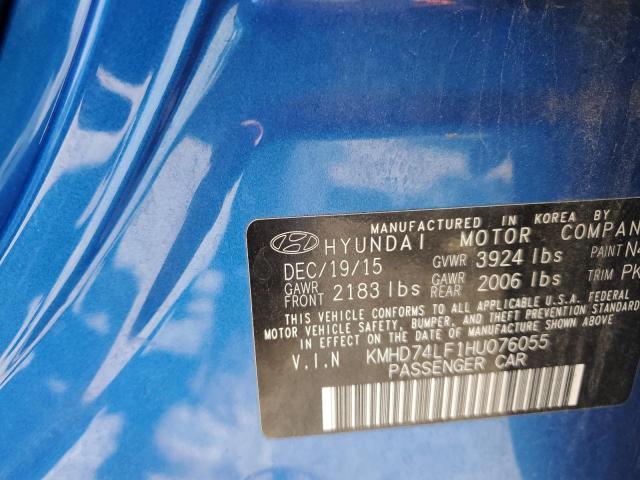 MANUFACTURED IN KOREA BY
HYUNDAI MOTOR COMPAN
DEC/19/15 GVWR 3924 lbs PAINT N4
GAWR FRONT 2183 lbs GAWR REAR 2006 lbs TRIM PK
THIS VEHICLE CONFORMS TO ALL APPLICABLE U.S.A. FEDERAL
MOTOR VEHICLE SAFETY, BUMPER, AND THEFT PREVENTION STANDARDS
IN EFFECT ON THE DATE OF MANUFACTURE SHOWN ABOVE.
V.I.N KMHD74LF1HU076055
PASSENGER CAR